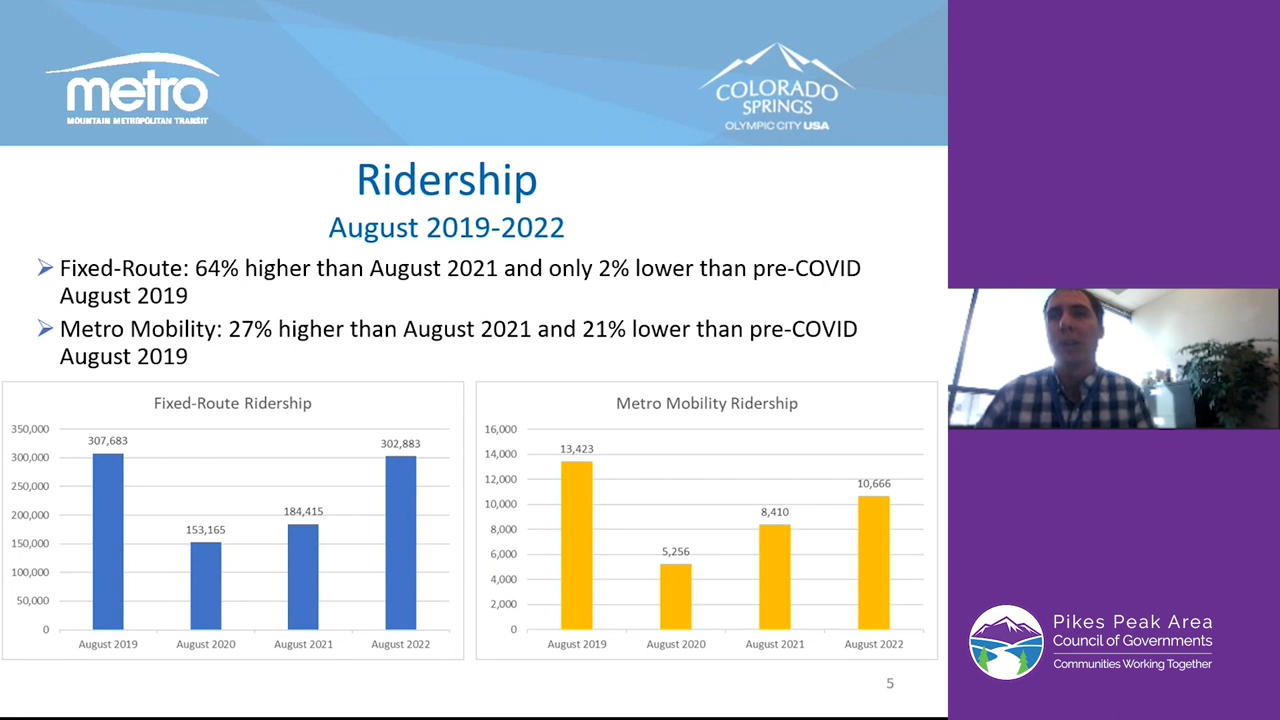 metro
MOUNTAIN METROPOLITAN TRANSIT
COLORADO
SPRINGS
OLYMPIC CITY USA
Ridership
August 2019-2022
Fixed-Route: 64% higher than August 2021 and only 2% lower than pre-COVID
August 2019
Metro Mobility: 27% higher than August 2021 and 21% lower than pre-COVID
August 2019
Fixed-Route Ridership
350,000
300,000
250,000
200,000
150,000
100,000
50,000
0
307,683
153,165
184,415
302,883
August 2019
August 2020
August 2021
August 2022
Metro Mobility Ridership
16,000
14,000
12,000
10,000
8,000
6,000
4,000
2,000
0
13,423
5,256
8,410
10,666
August 2019
August 2020
August 2021
August 2022
5
Pikes Peak Area
Council of Governments
Communities Working Together